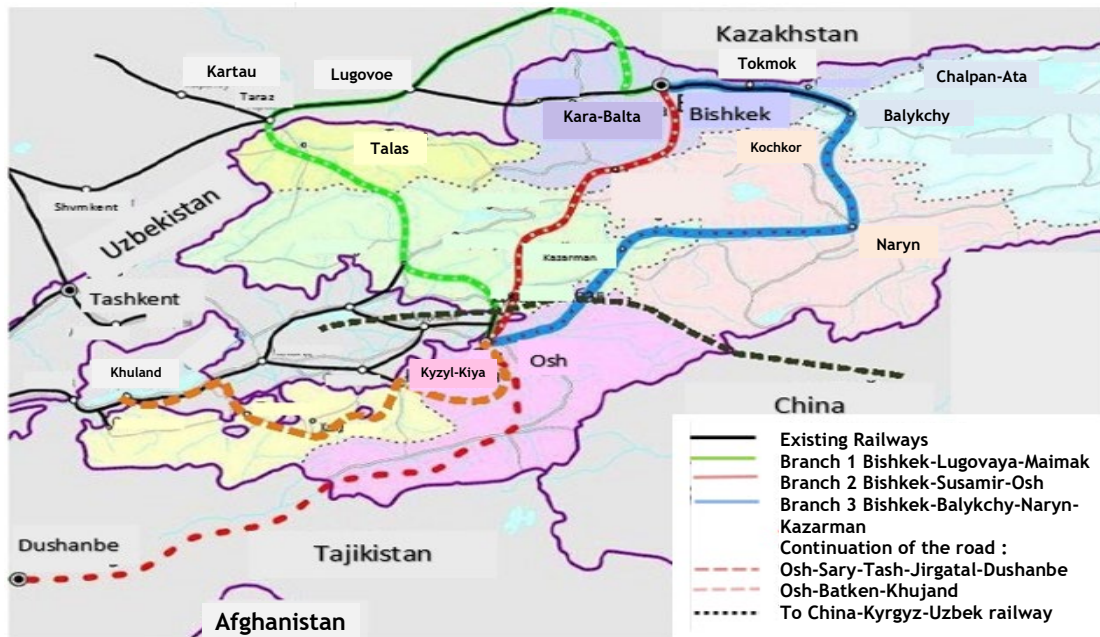 Kazakhstan
Tokmok
Kartau
Lugovoe
Chalpan-Ata
Taraz
Kara-Balta
Bishkek
Balykchy
Talas
Kochkor
Uzbekistan
Naryn
Kazarman
Tashkent
Khuland
Kyzyl-Kiya
Osh
China
Existing Railways
Branch 1 Bishkek-Lugovaya-Maimak
Branch 2 Bishkek-Susamir-Osh
Branch 3 Bishkek-Balykchy-Naryn-
Kazarman
Continuation of the road :
Osh-Sary-Tash-Jirgatal-Dushanbe
Osh-Batken-Khujand
To China-Kyrgyz-Uzbek railway
Dushanbe
Tajikistan
Afghanistan